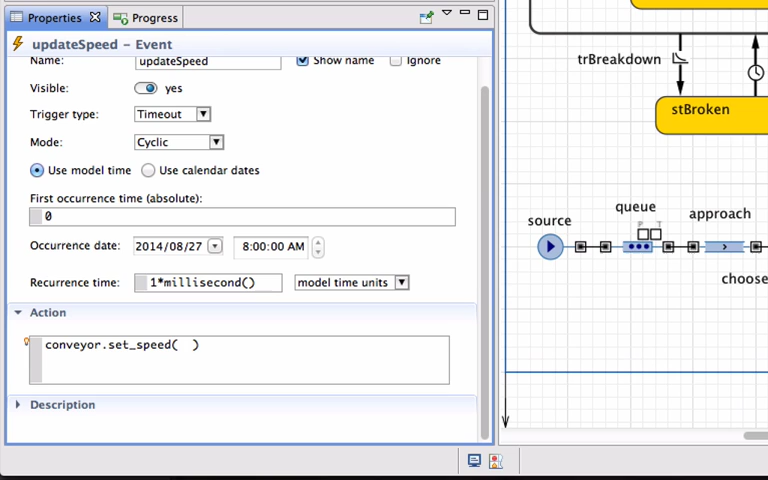 Properties
Progress
updateSpeed – Event
Name:
updateSpeed
Show name
Ignore
Visible:
yes
Trigger type:
Timeout
Mode:
Cyclic
Use model time
Use calendar dates
First occurrence time (absolute):
0
Occurrence date:
2014/08/27
8:00:00 AM
Recurrence time:
1*millisecond()
model time units
Action
conveyor.set_speed(  )
Description
trBreakdown
stBroken
source
queue
approach
choose